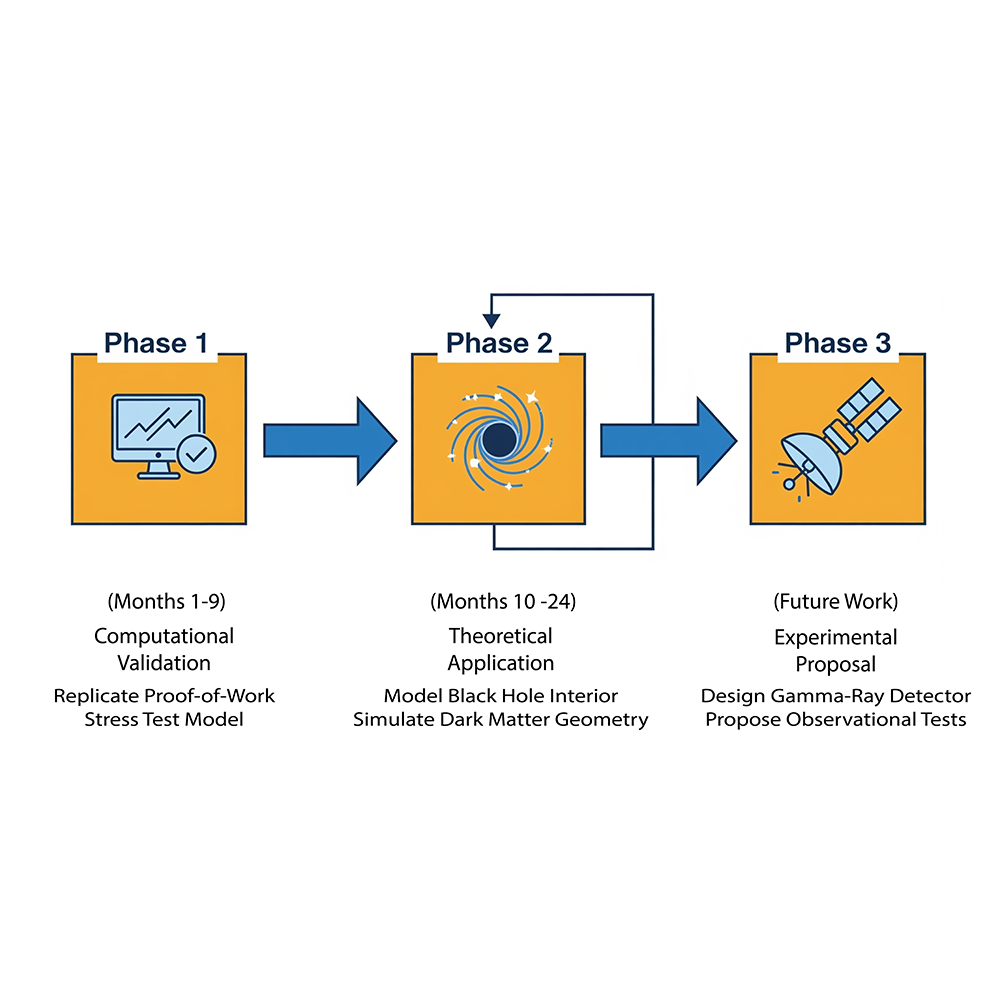 Phase 1
(Months 1-9)
Computational
Validation
Replicate Proof-of-Work
Stress Test Model
Phase 2
(Months 10 -24)
Theoretical
Application
Model Black Hole Interior
Simulate Dark Matter Geometry
Phase 3
(Future Work)
Experimental
Proposal
Design Gamma-Ray Detector
Propose Observational Tests